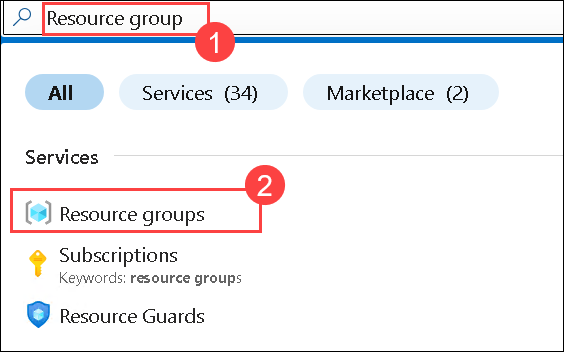 Resource group
1
All Services (34) Marketplace (2)
Services
2
Resource groups
Subscriptions
Keywords: resource groups
Resource Guards